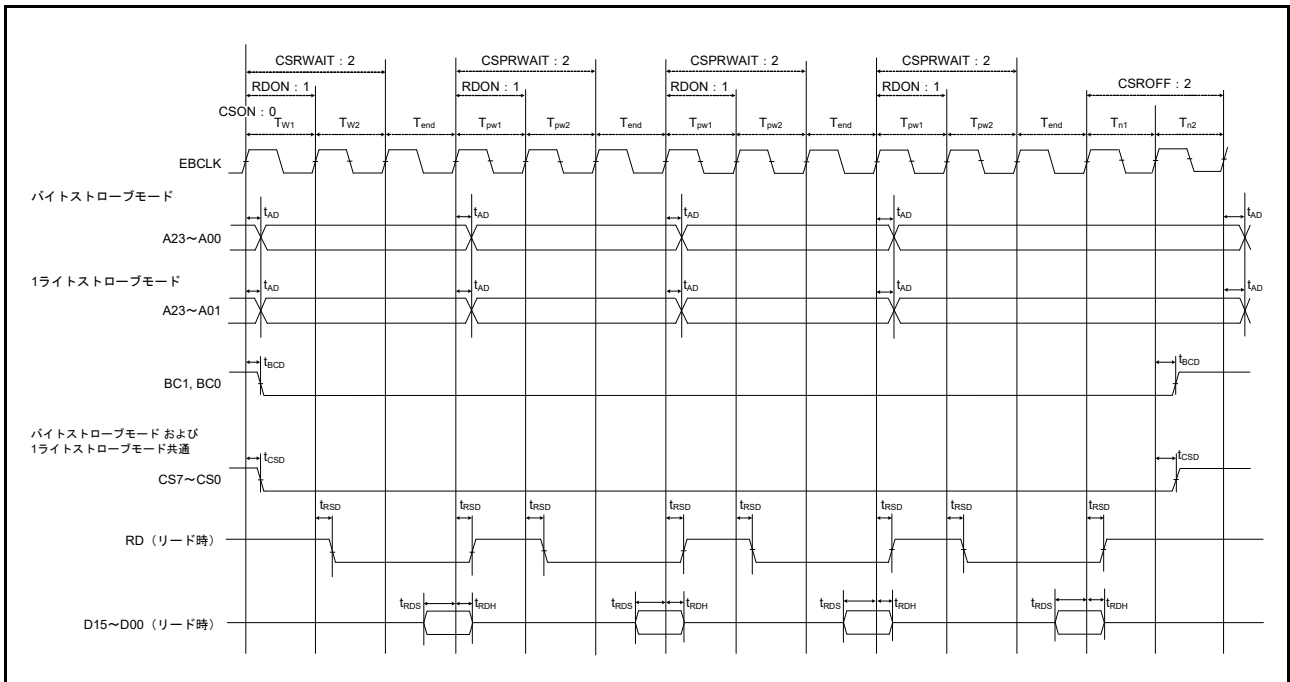 CSRWAIT：2
CSPRWAIT：2
CSPRWAIT：2
CSPRWAIT：2
RDON：1
RDON：1
RDON：1
RDON：1
CSROFF：2
CSON：0
TW1
TW2
Tend
Tpw1
Tpw2
Tend
Tpw1
Tpw2
Tend
Tpw1
Tpw2
Tend
Tn1
Tn2
EBCLK
バイトストローブモード
tAD
tAD
tAD
tAD
tAD
A23～A00
1ライトストローブモード
tAD
tAD
tAD
tAD
tAD
A23～A01
tBCD
tBCD
BC1, BC0
バイトストローブモード および
1ライトストローブモード共通
tCSD
tCSD
CS7～CS0
tRSD
tRSD
tRSD
tRSD
tRSD
tRSD
tRSD
tRSD
RD（リード時）
tRDS
tRDH
tRDS
tRDH
tRDS
tRDH
tRDS
tRDH
D15～D00（リード時）